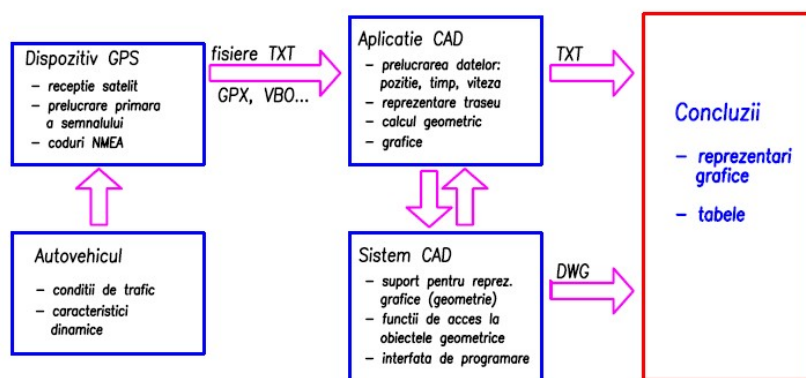 Dispozitiv GPS
– receptie satelit
– prelucrare primara
a semnalului
– coduri NMEA
fisiere TXT
GPX, VBO...
Aplicatie CAD
– prelucrarea datelor:
pozitie, timp, viteza
– reprezentare traseu
– calcul geometric
– grafice
TXT
Concluzii
– reprezentari
grafice
– tabele
Autovehicul
– conditii de trafic
– caracteristici
dinamice
Sistem CAD
– suport pentru reprez.
grafice (geometrie)
– functii de acces la
obiectele geometrice
– interfata de programare
DWG